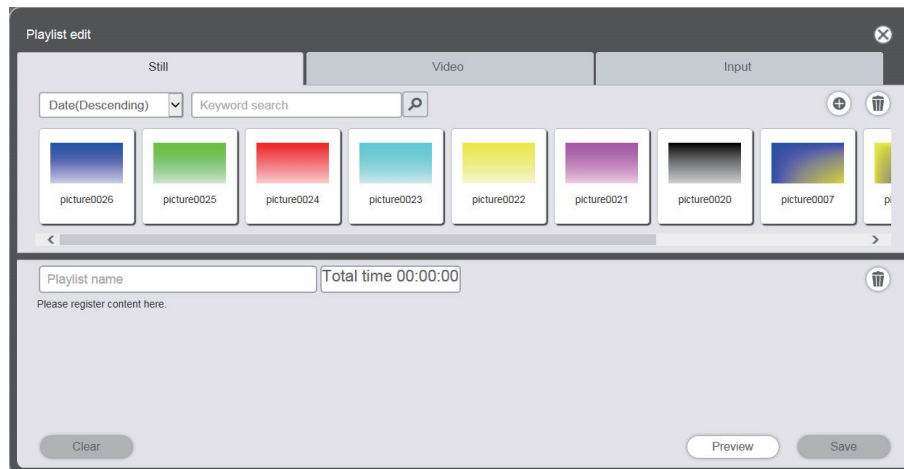 Playlist edit
Still Video Input
Date(Descending) Keyword search
picture0026 picture0025 picture0024 picture0023 picture0022 picture0021 picture0020 picture0007
Playlist name Total time 00:00:00
Please register content here.
Clear Preview Save